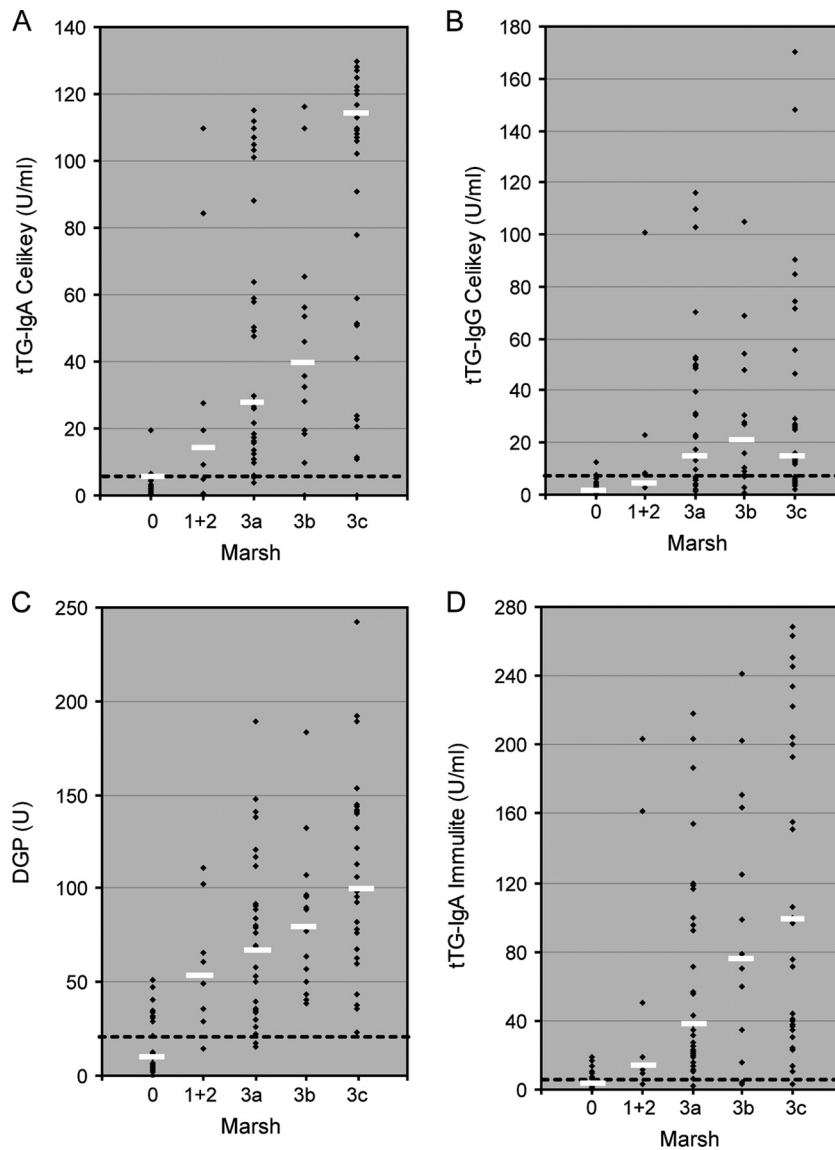 A
tTG-IgA Celikey (U/ml)
140
120
100
80
60
40
20
0
0 1+2 3a 3b 3c
Marsh
B
tTG-IgG Celikey (U/ml)
180
160
140
120
100
80
60
40
20
0
0 1+2 3a 3b 3c
Marsh
C
DGP (U)
250
200
150
100
50
0
0 1+2 3a 3b 3c
Marsh
D
tTG-IgA Immulite (U/ml)
280
240
200
160
120
80
40
0
0 1+2 3a 3b 3c
Marsh